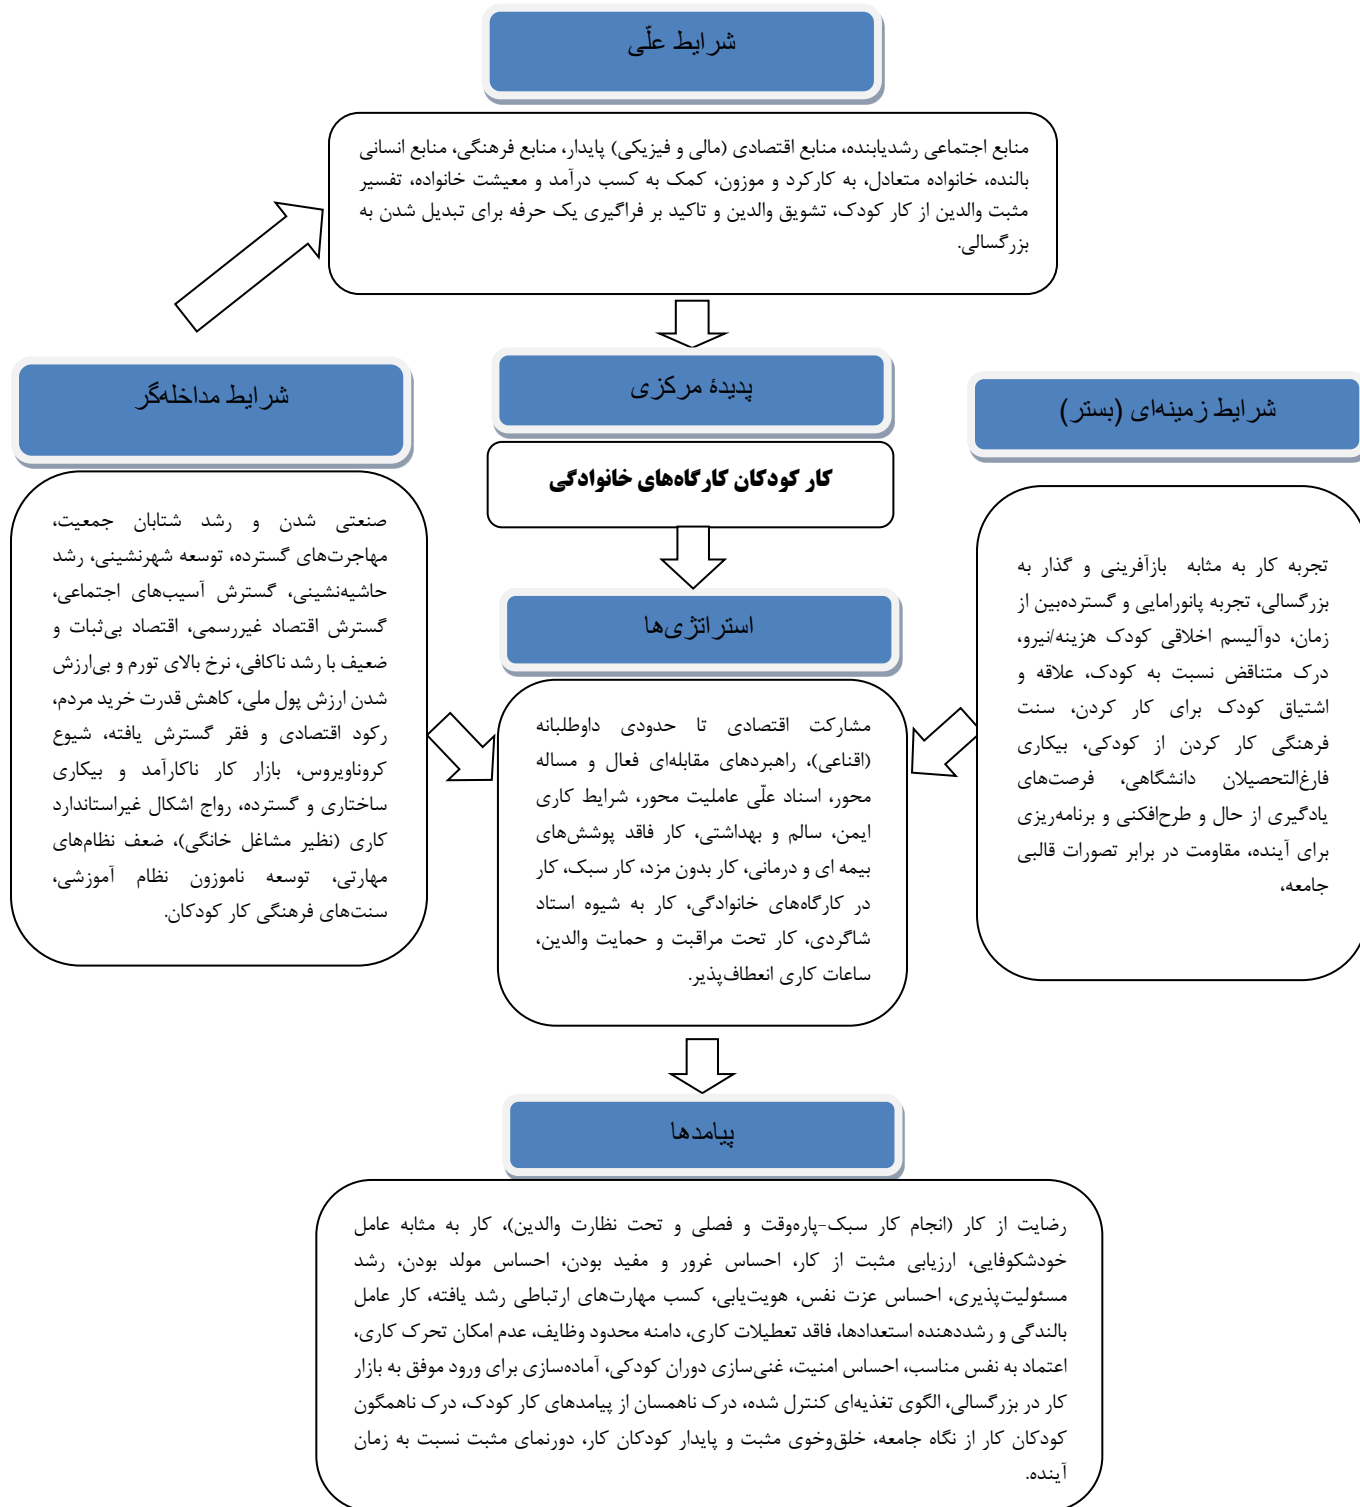 شرایط علّی
منابع اجتماعی رشدیابنده، منابع اقتصادی (مالی و فیزیکی) پایدار، منابع فرهنگی، منابع انسانی
بالنده، خانواده متعادل، به کارکرد و موزون، کمک به کسب درآمد و معیشت خانواده، تفسیر
مثبت والدین از کار کودک، تشویق والدین و تاکید بر فراگیری یک حرفه برای تبدیل شدن به
بزرگسالی.
شرایط زمینه‌ای (بستر)
تجربه کار به مثابه بازآفرینی و گذار به
بزرگسالی، تجربه پانورامایی و گسترده‌بین از
زمان، دوآلیسم اخلاقی کودک هزینه/نیرو،
درک متناقض نسبت به کودک، علاقه و
اشتیاق کودک برای کار کردن، سنت
فرهنگی کار کردن از کودکی، بیکاری
فارغ‌التحصیلان دانشگاهی، فرصت‌های
یادگیری از حال و طرح‌افکنی و برنامه‌ریزی
برای آینده، مقاومت در برابر تصورات قالبی
جامعه،
پدیدهٔ مرکزی
کار کودکان کارگاه‌های خانوادگی
شرایط مداخله‌گر
صنعتی شدن و رشد شتابان جمعیت،
مهاجرت‌های گسترده، توسعه شهرنشینی، رشد
حاشیه‌نشینی، گسترش آسیب‌های اجتماعی،
گسترش اقتصاد غیررسمی، اقتصاد بی‌ثبات و
ضعیف با رشد ناکافی، نرخ بالای تورم و بی‌ارزش
شدن ارزش پول ملی، کاهش قدرت خرید مردم،
رکود اقتصادی و فقر گسترش یافته، شیوع
کروناویروس، بازار کار ناکارآمد و بیکاری
ساختاری و گسترده، رواج اشکال غیراستاندارد
کاری (نظیر مشاغل خانگی)، ضعف نظام‌های
مهارتی، توسعه ناموزون نظام آموزشی،
سنت‌های فرهنگی کار کودکان.
استراتژی‌ها
مشارکت اقتصادی تا حدودی داوطلبانه
(اقناعی)، راهبردهای مقابله‌ای فعال و مساله
محور، اسناد علّی عاملیت محور، شرایط کاری
ایمن، سالم و بهداشتی، کار فاقد پوشش‌های
بیمه ای و درمانی، کار بدون مزد، کار سبک، کار
در کارگاه‌های خانوادگی، کار به شیوه استاد
شاگردی، کار تحت مراقبت و حمایت والدین،
ساعات کاری انعطاف‌پذیر.
پیامدها
رضایت از کار (انجام کار سبک-پاره‌وقت و فصلی و تحت نظارت والدین)، کار به مثابه عامل
خودشکوفایی، ارزیابی مثبت از کار، احساس غرور و مفید بودن، احساس مولد بودن، رشد
مسئولیت‌پذیری، احساس عزت نفس، هویت‌یابی، کسب مهارت‌های ارتباطی رشد یافته، کار عامل
بالندگی و رشددهنده استعدادها، فاقد تعطیلات کاری، دامنه محدود وظایف، عدم امکان تحرک کاری،
اعتماد به نفس مناسب، احساس امنیت، غنی‌سازی دوران کودکی، آماده‌سازی برای ورود موفق به بازار
کار در بزرگسالی، الگوی تغذیه‌ای کنترل شده، درک ناهمسان از پیامدهای کار کودک، درک ناهمگون
کودکان کار از نگاه جامعه، خلق‌وخوی مثبت و پایدار کودکان کار، دورنمای مثبت نسبت به زمان
آینده.